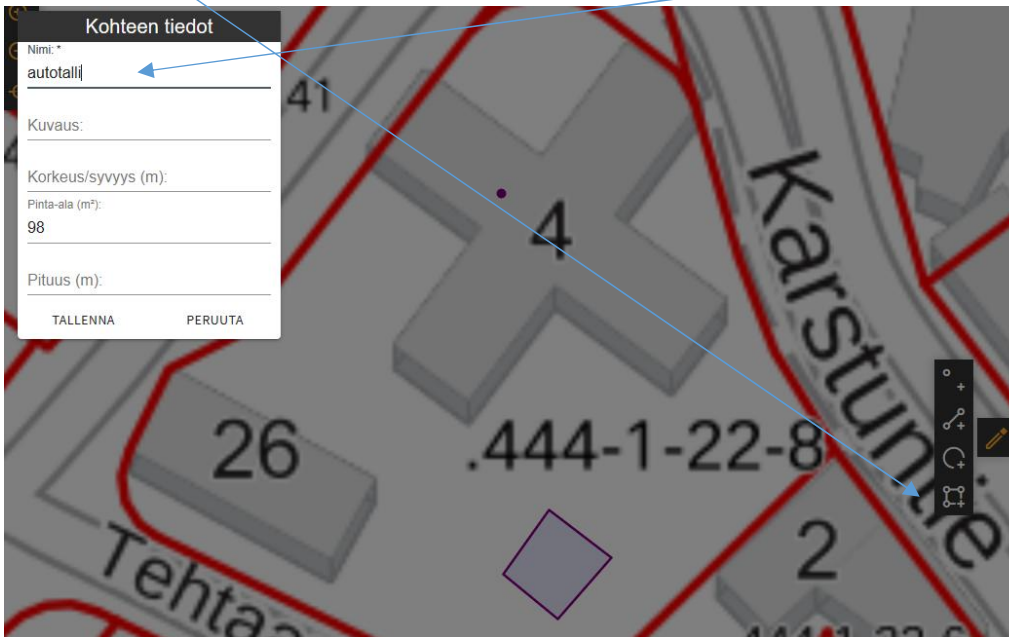 Kohteen tiedot
Nimi: *
autotalli
Kuvaus:
Korkeus/syvyys (m):
Pinta-ala (m²):
98
Pituus (m):
TALLENNA PERUUTA
41
4
Karstuntie
26
.444-1-22-8
2